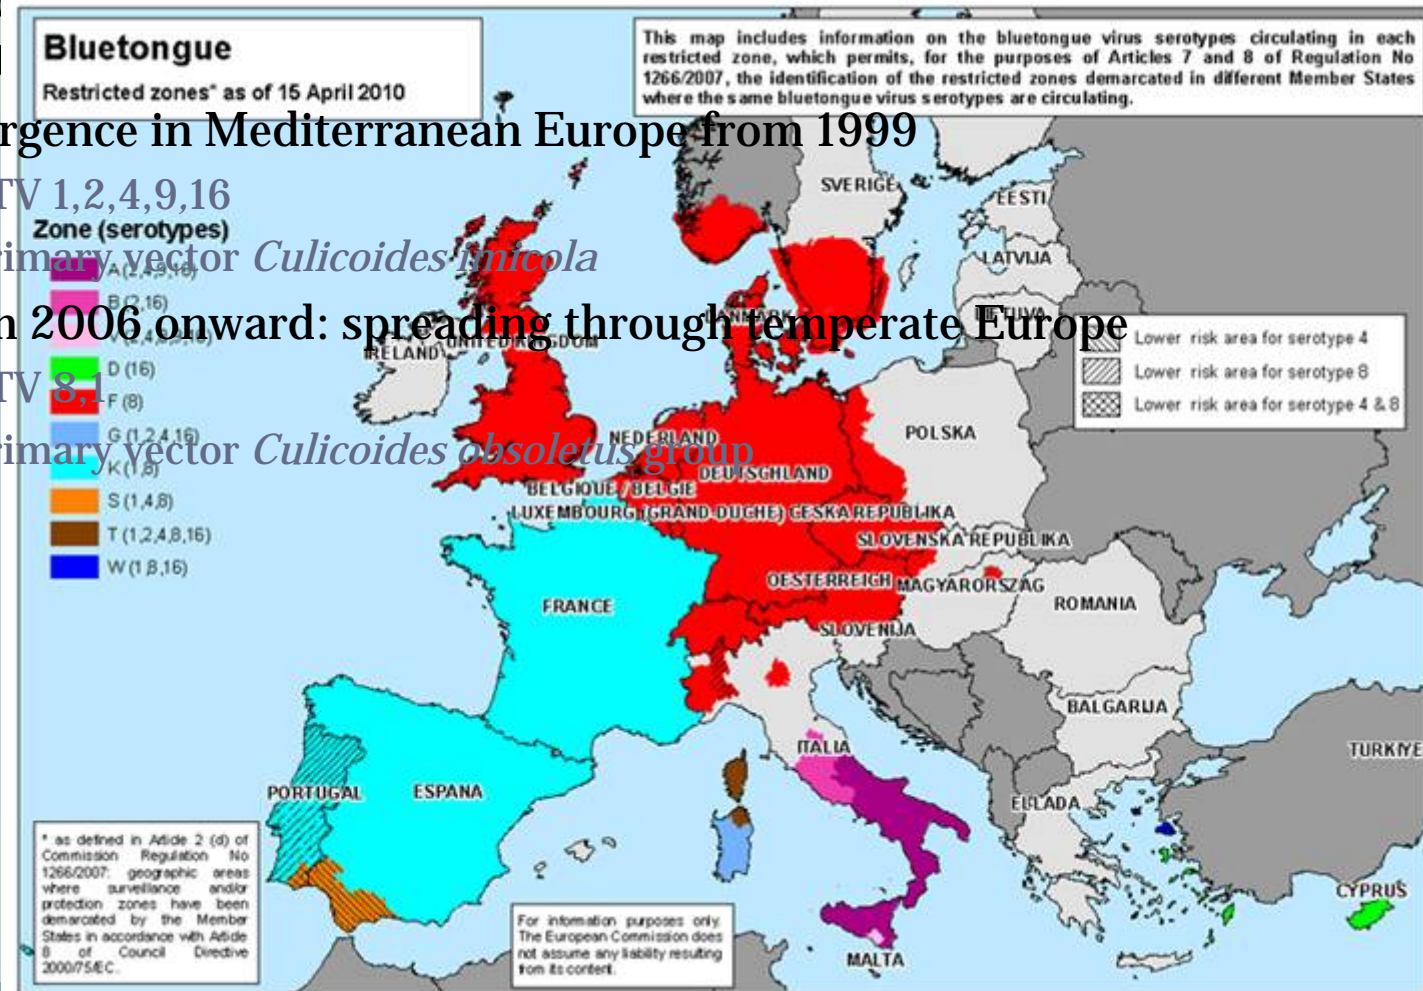 Bluetongue
Restricted zones* as of 15 April 2010
This map includes information on the bluetongue virus serotypes circulating in each
restricted zone, which permits, for the purposes of Articles 7 and 8 of Regulation No
1266/2007, the identification of the restricted zones demarcated in different Member States
where the same bluetongue virus serotypes are circulating.
rgence in Mediterranean Europe from 1999
TV 1,2,4,9,16
Zone (serotypes)
rimary vector Culicoides imicola
n 2006 onward: spreading through temperate Europe
TV 8,1
rimary vector Culicoides obsoletus group
A (2,4,9,16)
B (2,16)
D (16)
F (8)
G (1,2,4,16)
K (1,8)
S (1,4,8)
T (1,2,4,8,16)
W (1,8,16)
Lower risk area for serotype 4
Lower risk area for serotype 8
Lower risk area for serotype 4 & 8
SVERIGE
EESTI
LATVIJA
LIETUVA
DANMARK
IRELAND
UNITED KINGDOM
NEDERLAND
POLSKA
DEUTSCHLAND
BELGIQUE / BELGIE
LUXEMBOURG (GRAND-DUCHE)
CESKA REPUBLIKA
SLOVENSKA REPUBLIKA
OESTERREICH
MAGYARORSZÁG
FRANCE
ROMANIA
SLOVENIJA
BALGARIJA
ITALIA
TURKIYE
PORTUGAL
ESPANA
ELLADA
CYPRUS
MALTA
* as defined in Article 2 (d) of
Commission Regulation No
1266/2007: geographic areas
where surveillance and/or
protection zones have been
demarcated by the Member
States in accordance with Article
8 of Council Directive
2000/75/EC.
For information purposes only.
The European Commission does
not assume any liability resulting
from its content.